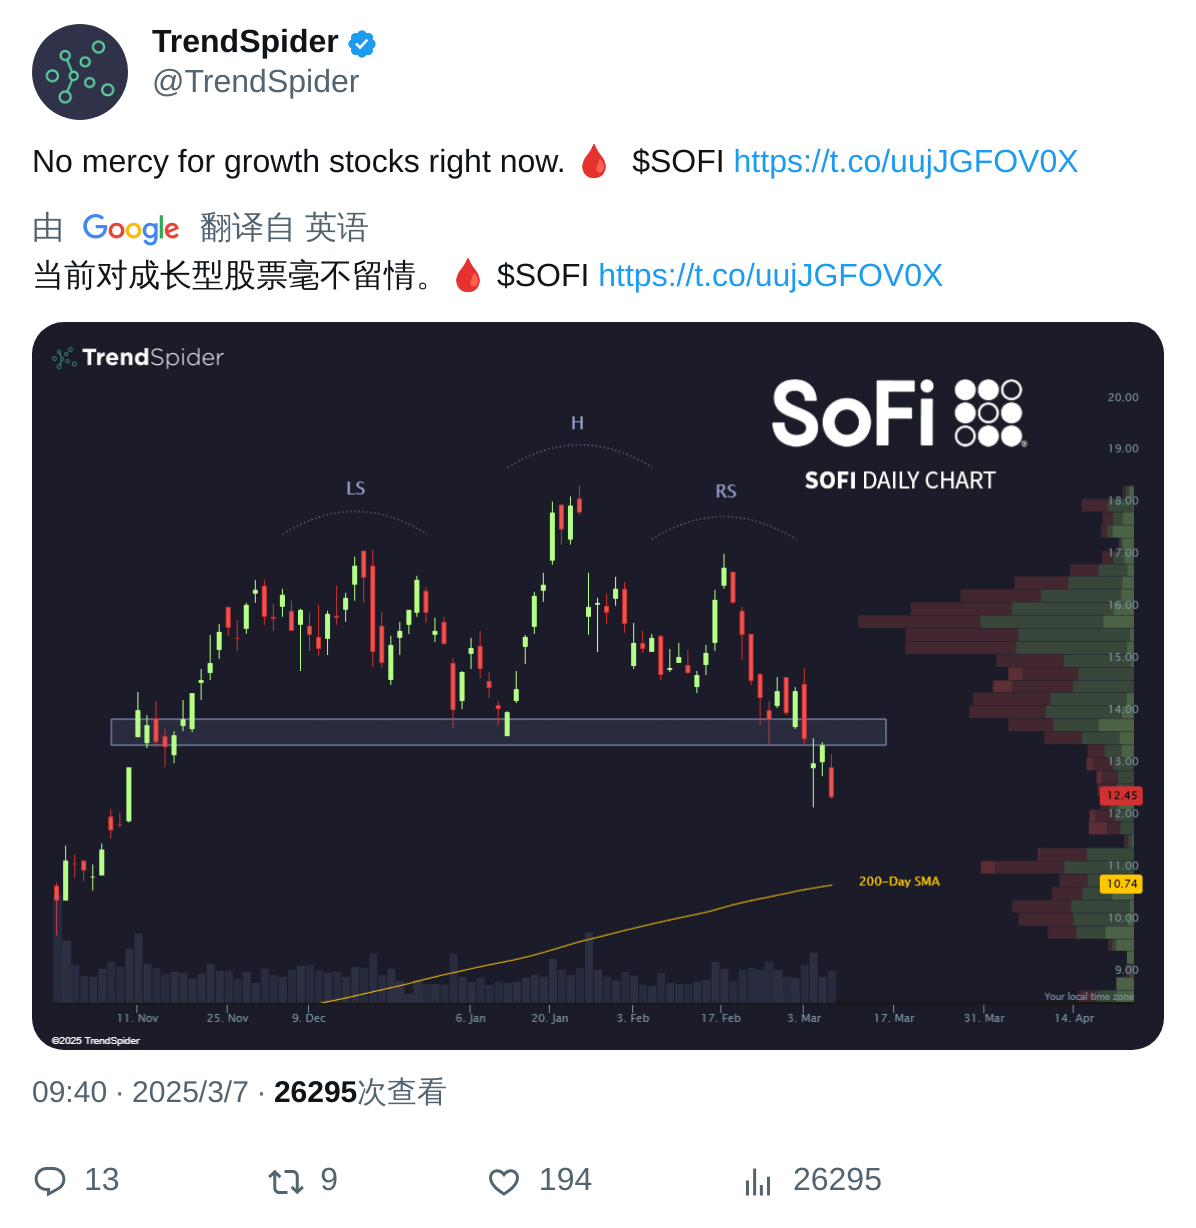 TrendSpider
@TrendSpider
No mercy for growth stocks right now. 🩸 $SOFI https://t.co/uujJGFOV0X
由 Google 翻译自 英语
当前对成长型股票毫不留情。🩸 $SOFI https://t.co/uujJGFOV0X
TrendSpider
SoFi
SOFI DAILY CHART
H
LS
RS
20.00
19.00
18.00
17.00
16.00
15.00
14.00
13.00
12.45
12.00
11.00
200-Day SMA
10.74
10.00
9.00
Your local time zone
11. Nov 25. Nov 9. Dec 6. Jan 20. Jan 3. Feb 17. Feb 3. Mar 17. Mar 31. Mar 14. Apr
©2025 TrendSpider
09:40 · 2025/3/7 · 26295次查看
13 9 194 26295